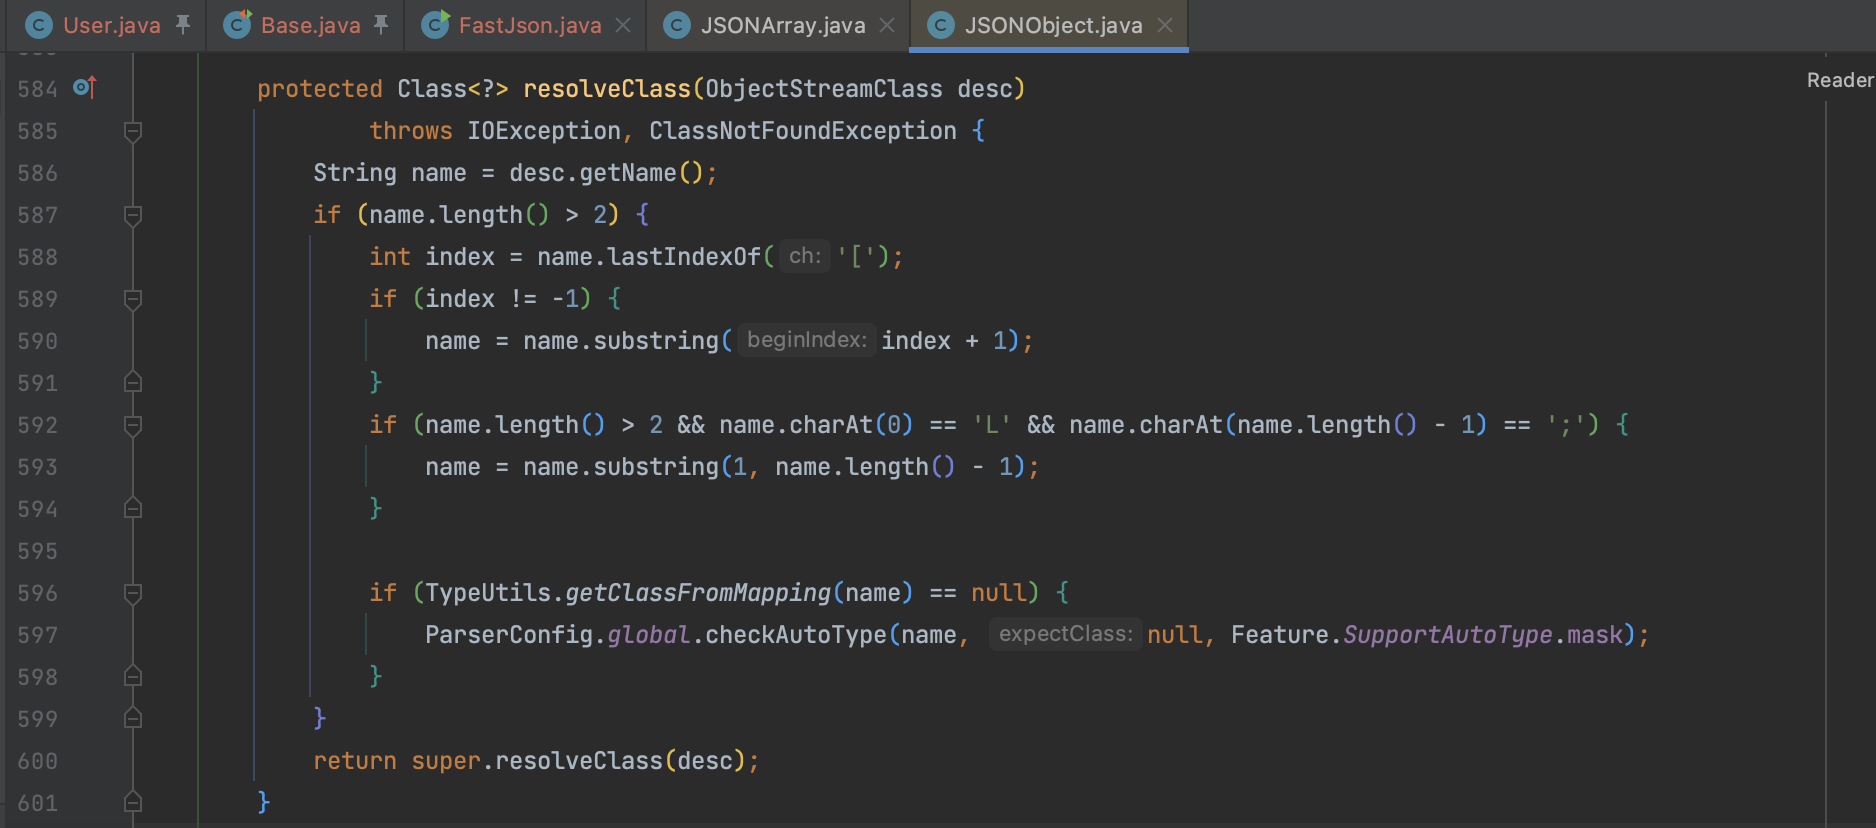 User.java Base.java FastJson.java JSONArray.java JSONObject.java
584 protected Class<?> resolveClass(ObjectStreamClass desc) Reader
585 throws IOException, ClassNotFoundException {
586 String name = desc.getName();
587 if (name.length() > 2) {
588 int index = name.lastIndexOf( ch: '[');
589 if (index != -1) {
590 name = name.substring( beginIndex: index + 1);
591 }
592 if (name.length() > 2 && name.charAt(0) == 'L' && name.charAt(name.length() - 1) == ';') {
593 name = name.substring(1, name.length() - 1);
594 }
595
596 if (TypeUtils.getClassFromMapping(name) == null) {
597 ParserConfig.global.checkAutoType(name, expectClass: null, Feature.SupportAutoType.mask);
598 }
599 }
600 return super.resolveClass(desc);
601 }